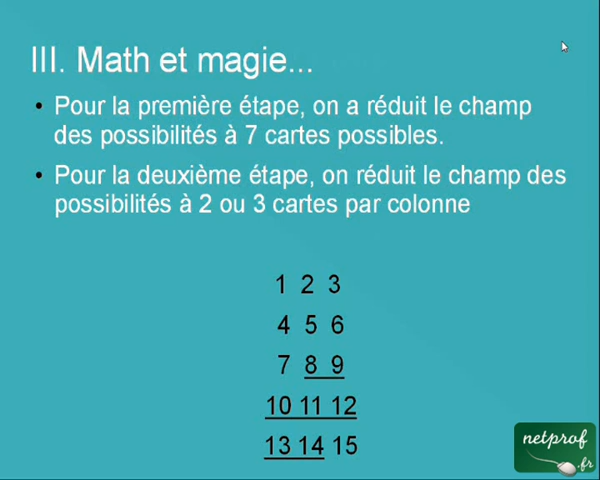 III. Math et magie...
• Pour la première étape, on a réduit le champ
des possibilités à 7 cartes possibles.
• Pour la deuxième étape, on réduit le champ des
possibilités à 2 ou 3 cartes par colonne
1 2 3
4 5 6
7 8 9
10 11 12
13 14 15
netprof
.fr